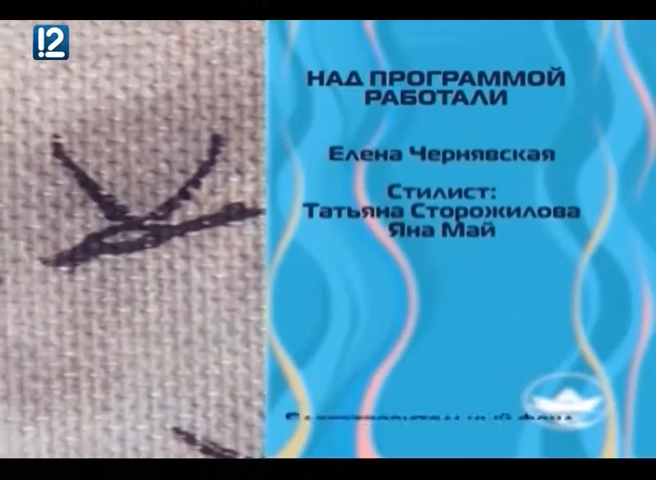 12
НАД ПРОГРАММОЙ
РАБОТАЛИ
Елена Чернявская
Стилист:
Татьяна Сторожилова
Яна Май